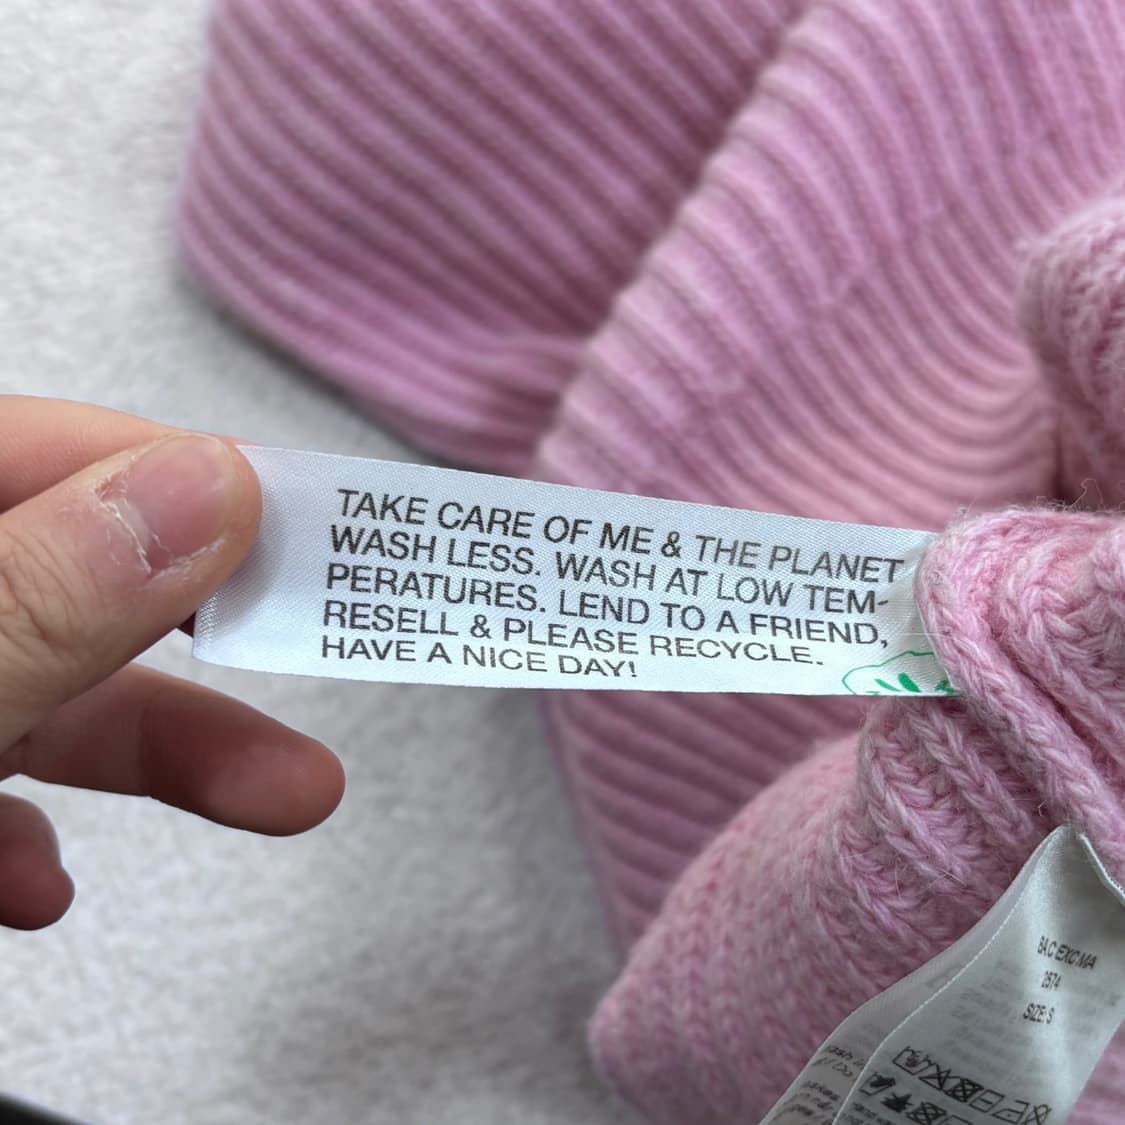 TAKE CARE OF ME & THE PLANET
WASH LESS. WASH AT LOW TEM-
PERATURES. LEND TO A FRIEND,
RESELL & PLEASE RECYCLE.
HAVE A NICE DAY!
2574
SIZE: S